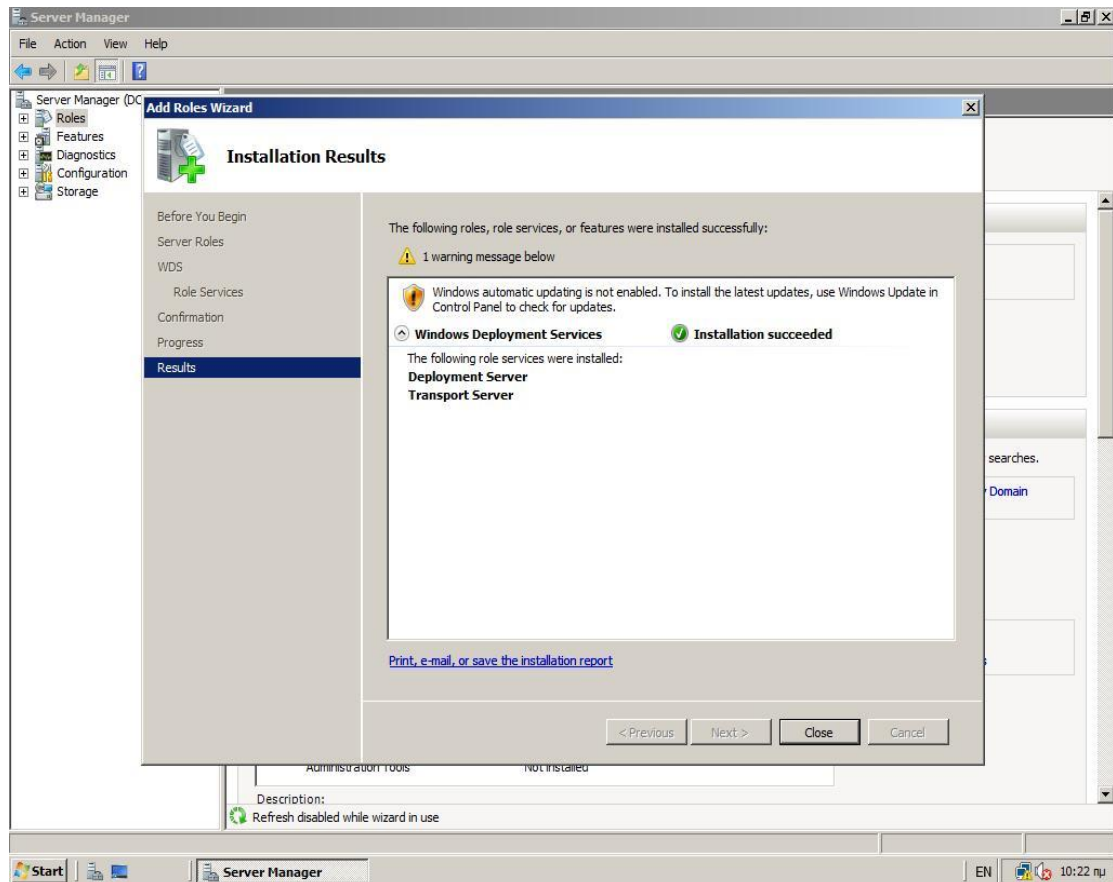 Server Manager
File Action View Help
Server Manager (DC
Roles
Features
Diagnostics
Configuration
Storage
Add Roles Wizard
Installation Results
Before You Begin
Server Roles
WDS
Role Services
Confirmation
Progress
Results
The following roles, role services, or features were installed successfully:
1 warning message below
Windows automatic updating is not enabled. To install the latest updates, use Windows Update in
Control Panel to check for updates.
Windows Deployment Services Installation succeeded
The following role services were installed:
Deployment Server
Transport Server
Print, e-mail, or save the installation report
< Previous Next > Close Cancel
searches.
Domain
Administration Tools Not installed
Description:
Refresh disabled while wizard in use
Start Server Manager EN 10:22 πμ